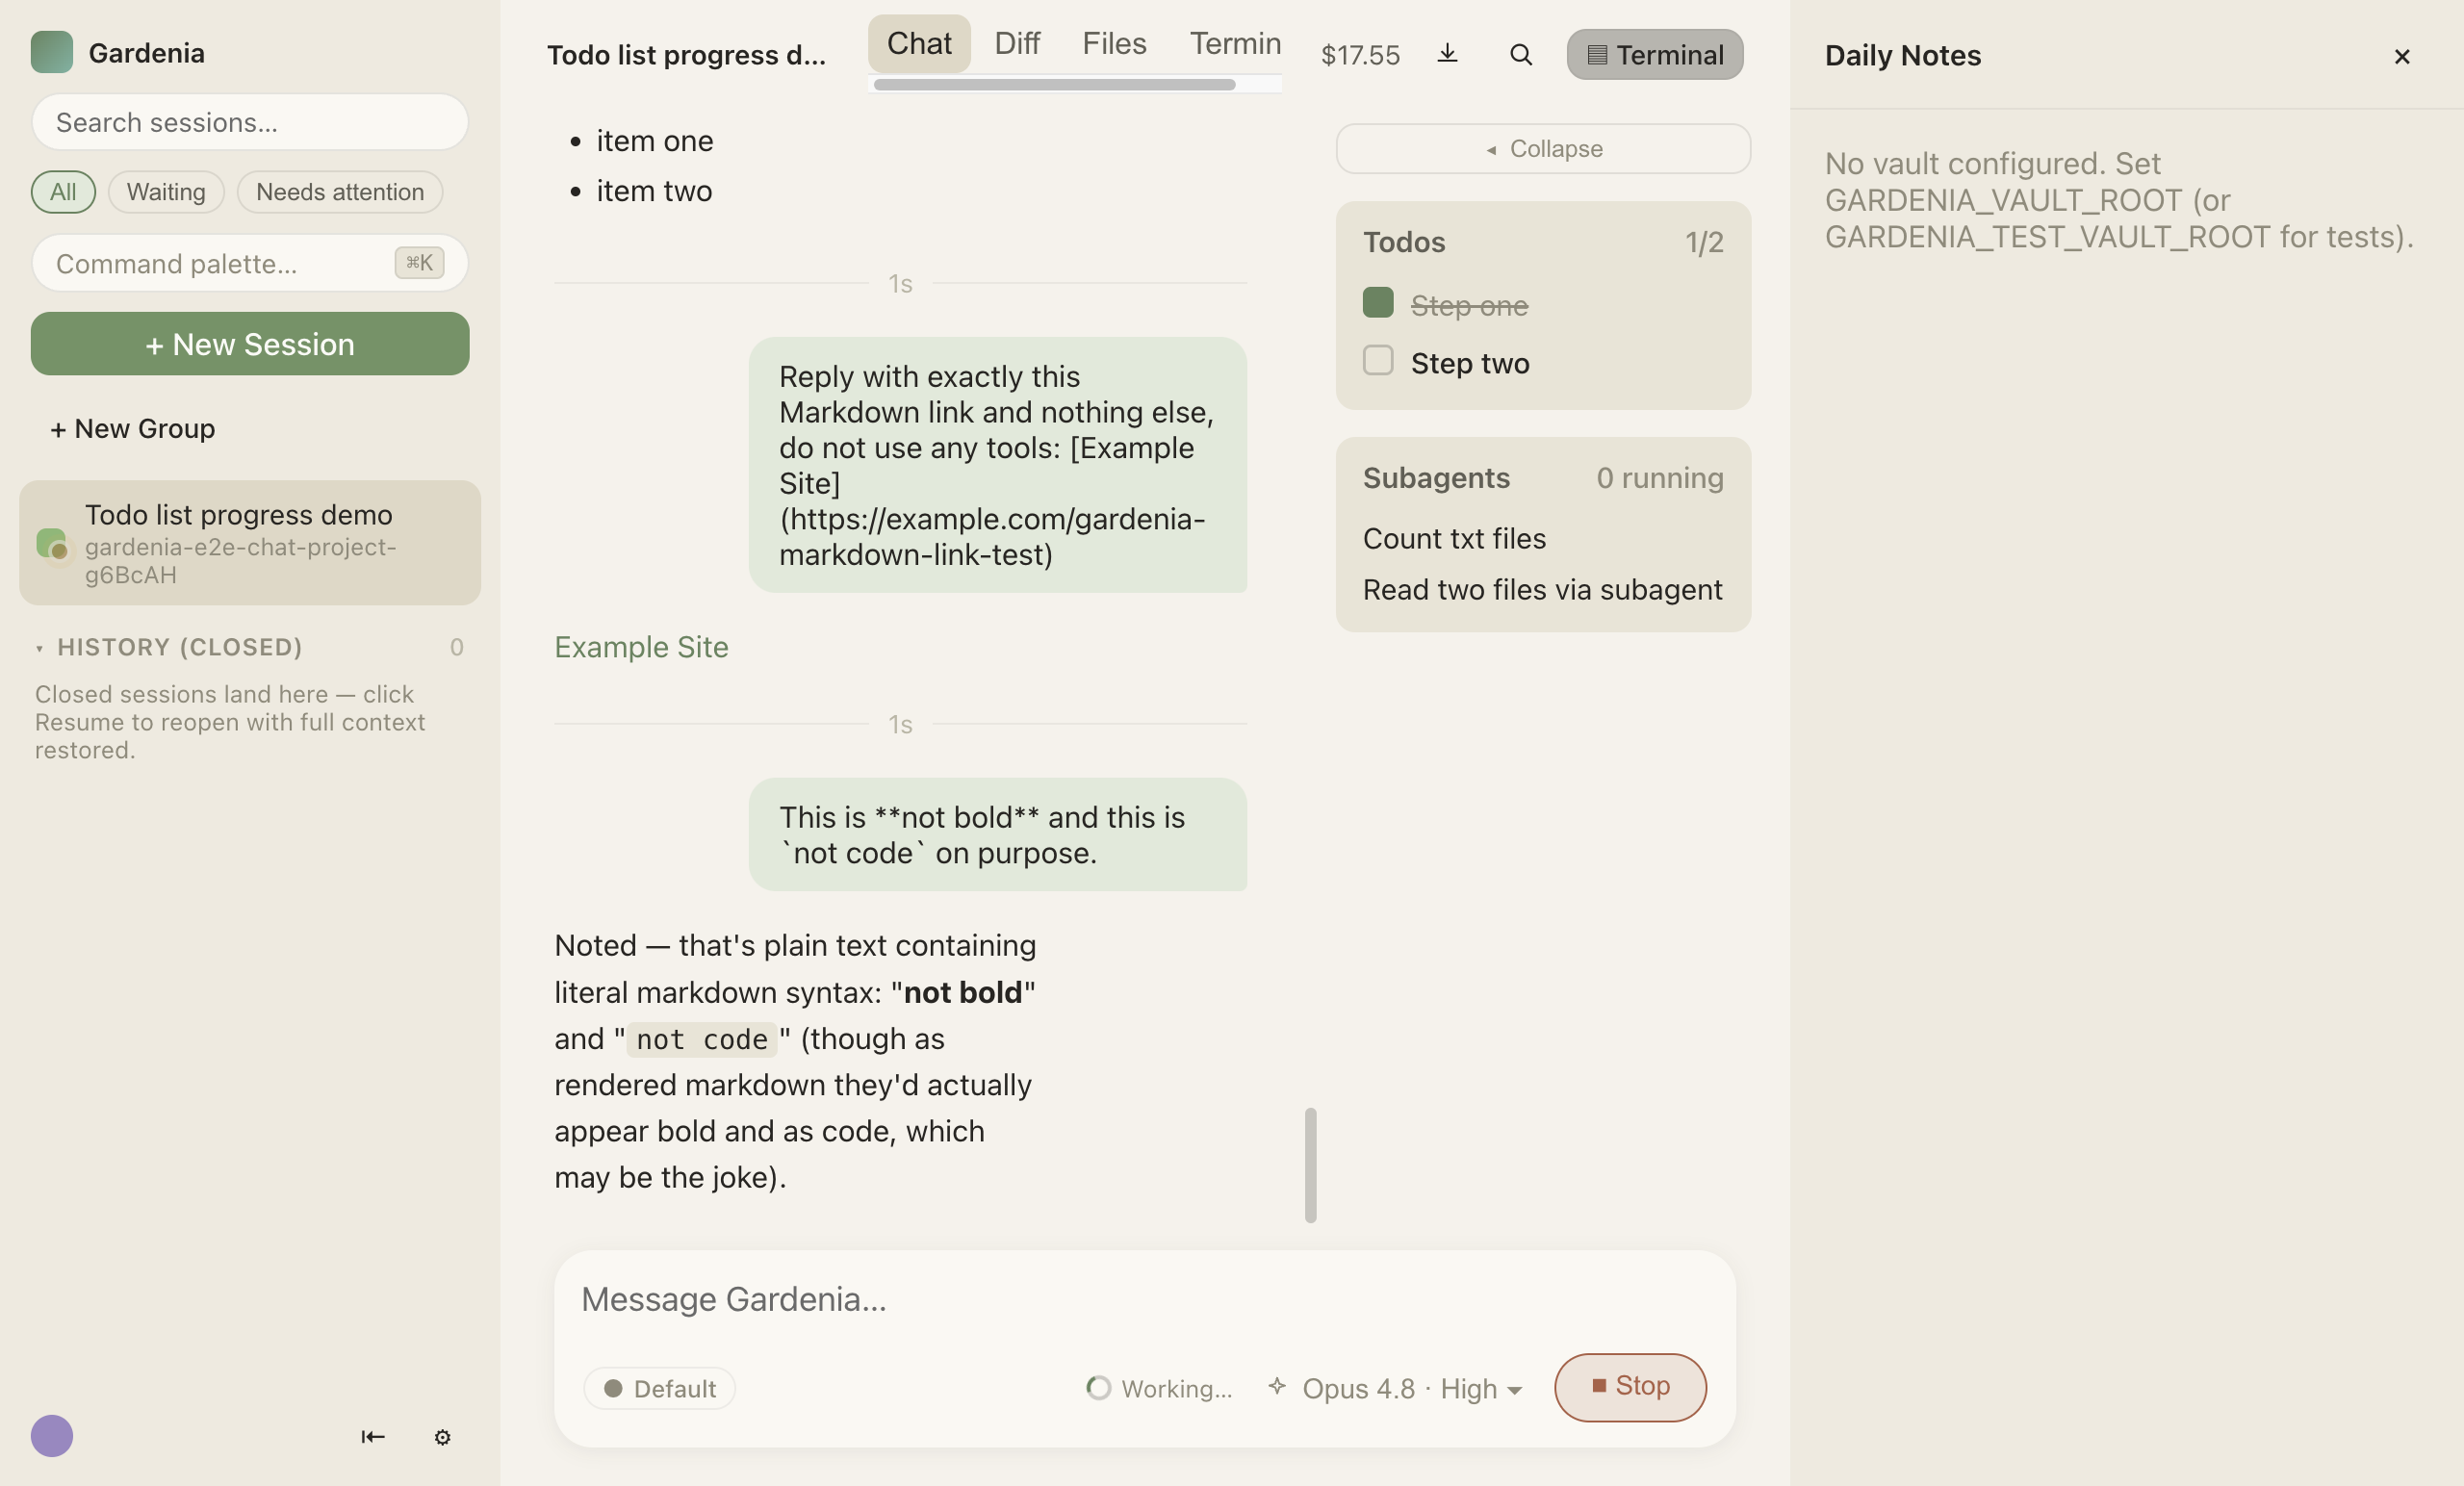 Gardenia
Search sessions...
All
Waiting
Needs attention
Command palette...
⌘K
+ New Session
+ New Group
Todo list progress demo
gardenia-e2e-chat-project-
g6BcAH
HISTORY (CLOSED)
0
Closed sessions land here — click
Resume to reopen with full context
restored.
Todo list progress d...
Chat
Diff
Files
Termin
$17.55
Terminal
• item one
• item two
1s
Reply with exactly this
Markdown link and nothing else,
do not use any tools: [Example
Site]
(https://example.com/gardenia-
markdown-link-test)
Example Site
1s
This is **not bold** and this is
`not code` on purpose.
Noted — that's plain text containing
literal markdown syntax: "not bold"
and "not code" (though as
rendered markdown they'd actually
appear bold and as code, which
may be the joke).
Collapse
Todos
1/2
Step one
Step two
Subagents
0 running
Count txt files
Read two files via subagent
Message Gardenia...
Default
Working...
Opus 4.8 · High
Stop
Daily Notes
×
No vault configured. Set
GARDENIA_VAULT_ROOT (or
GARDENIA_TEST_VAULT_ROOT for tests).